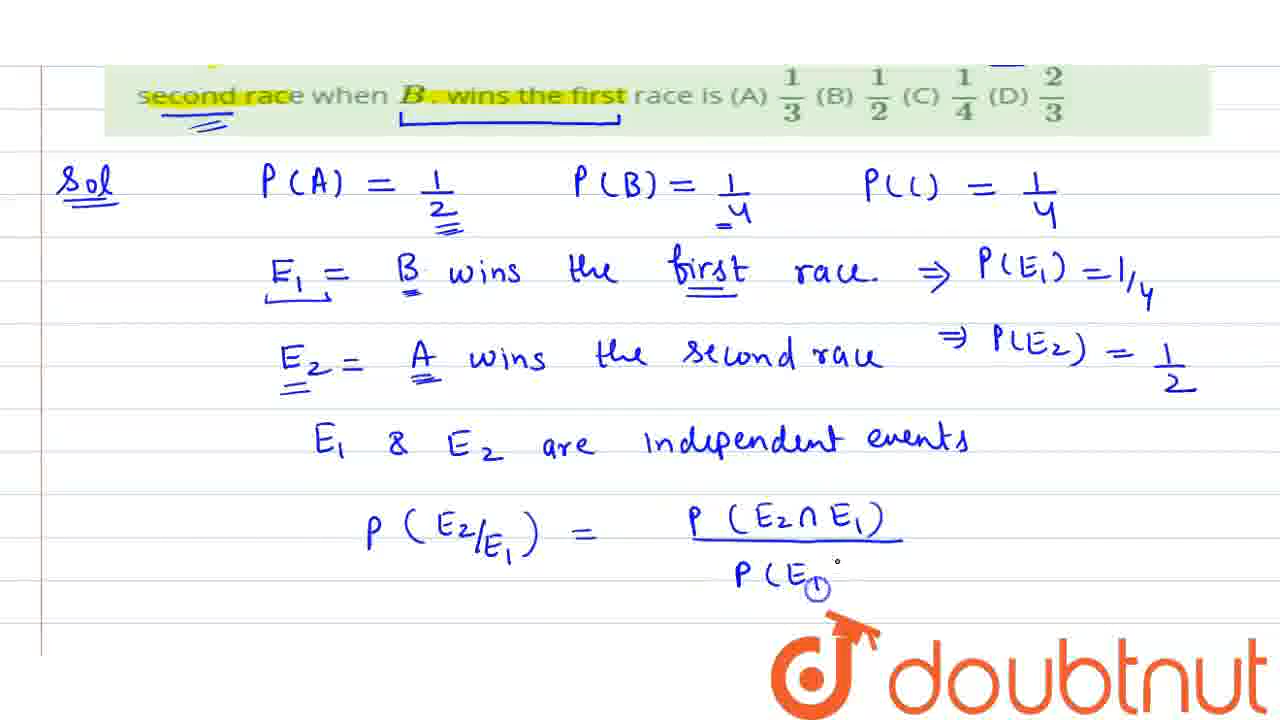 second race when B . wins the first race is (A) 1/3 (B) 1/2 (C) 1/4 (D) 2/3
Sol P(A) = 1/2 P(B) = 1/4 P(C) = 1/4
E1 = B wins the first race. ⇒ P(E1) = 1/4
E2 = A wins the second race ⇒ P(E2) = 1/2
E1 & E2 are independent events
P(E2/E1) = P(E2∩E1)
P(E1
doubtnut